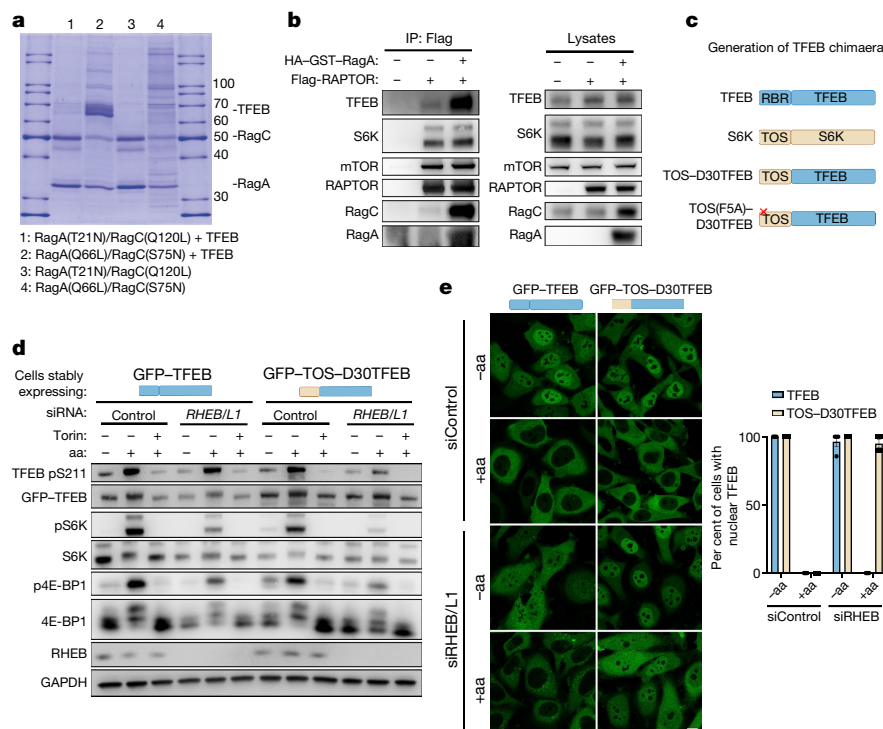 a
1 2 3 4
100
70
60
50
40
30
-TFEB
-RagC
-RagA
1: RagA(T21N)/RagC(Q120L) + TFEB
2: RagA(Q66L)/RagC(S75N) + TFEB
3: RagA(T21N)/RagC(Q120L)
4: RagA(Q66L)/RagC(S75N)
b
IP: Flag
Lysates
HA–GST–RagA: – – + – – +
Flag-RAPTOR: – + + – + +
TFEB
S6K
mTOR
RAPTOR
RagC
RagA
TFEB
S6K
mTOR
RAPTOR
RagC
RagA
c
Generation of TFEB chimaera
TFEB RBR TFEB
S6K TOS S6K
TOS–D30TFEB TOS TFEB
TOS(F5A)–
D30TFEB TOS TFEB
d
Cells stably
expressing:
GFP–TFEB
GFP–TOS–D30TFEB
siRNA: Control RHEB/L1 Control RHEB/L1
Torin: – – + – – + – – + – – +
aa: – + + – + + – + + – + +
TFEB pS211
GFP–TFEB
pS6K
S6K
p4E-BP1
4E-BP1
RHEB
GAPDH
e
GFP–TFEB
GFP–TOS–D30TFEB
siControl
–aa
+aa
siRHEB/L1
–aa
+aa
TFEB
TOS–D30TFEB
Per cent of cells with
nuclear TFEB
100
50
0
–aa +aa –aa +aa
siControl siRHEB